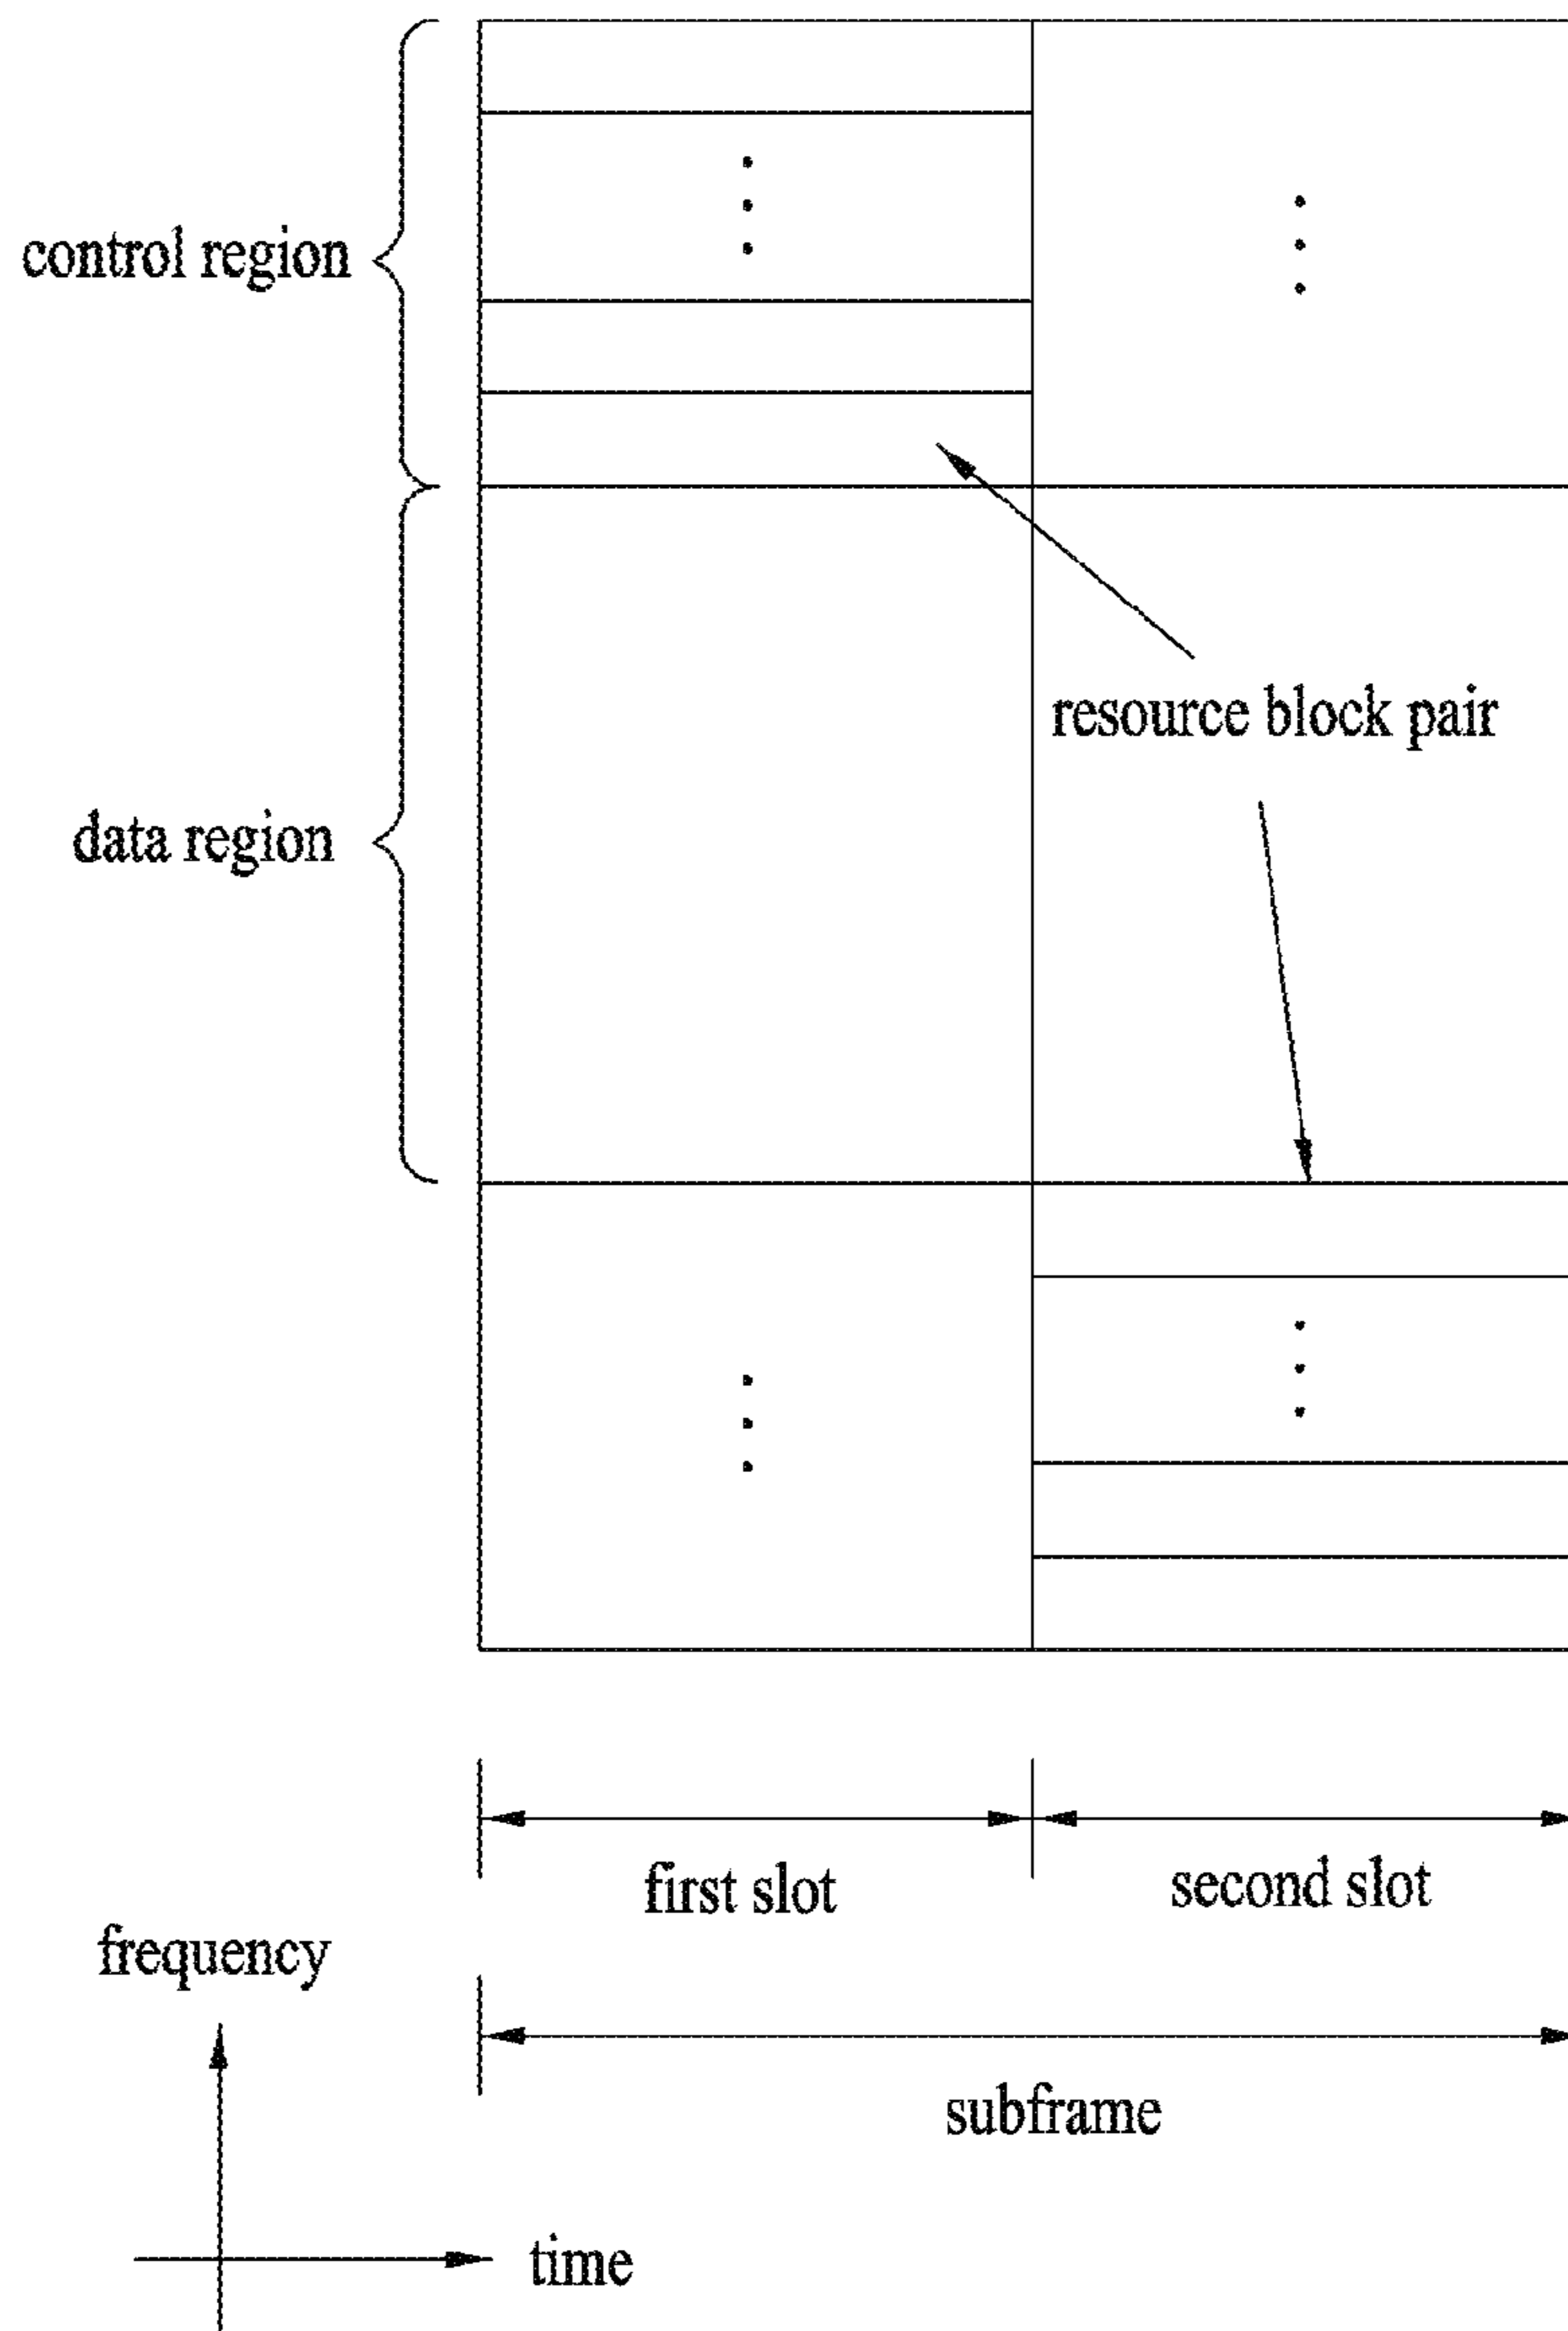 control region
resource block pair
data region
first slot
second slot
frequency
subframe
time